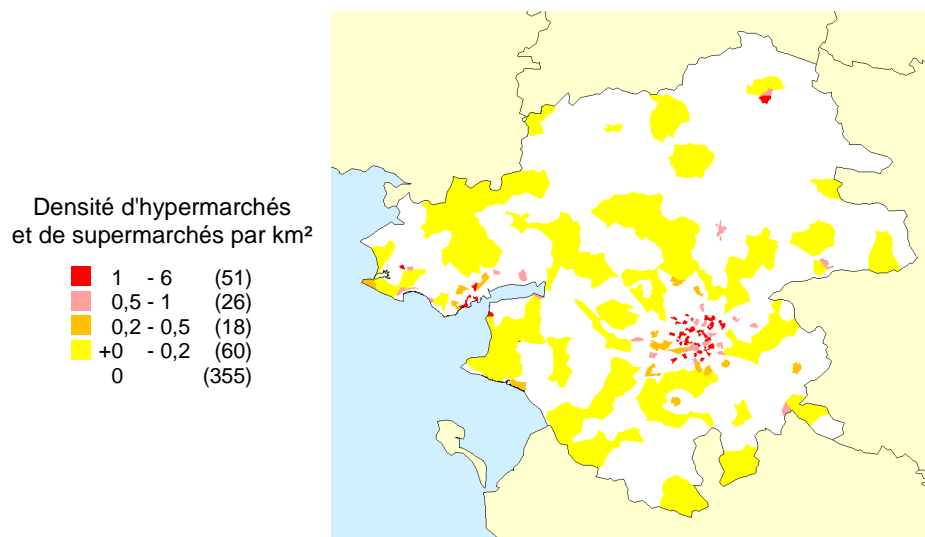 Densité d'hypermarchés
et de supermarchés par km²
1 - 6 (51)
0,5 - 1 (26)
0,2 - 0,5 (18)
+0 - 0,2 (60)
0 (355)